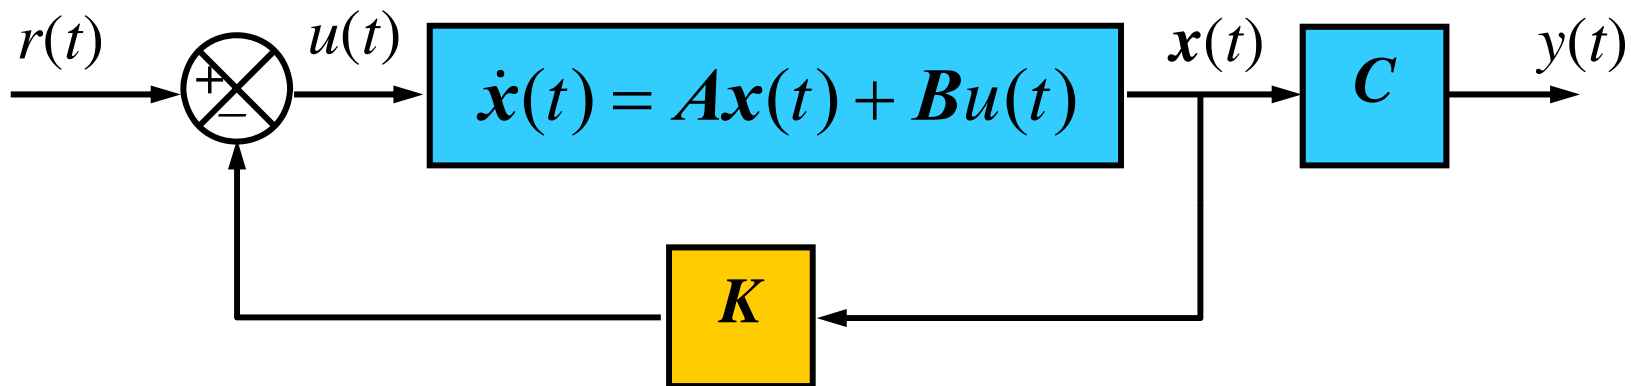 r(t)
+
−
u(t)
ẋ(t) = Ax(t) + Bu(t)
x(t)
C
y(t)
K